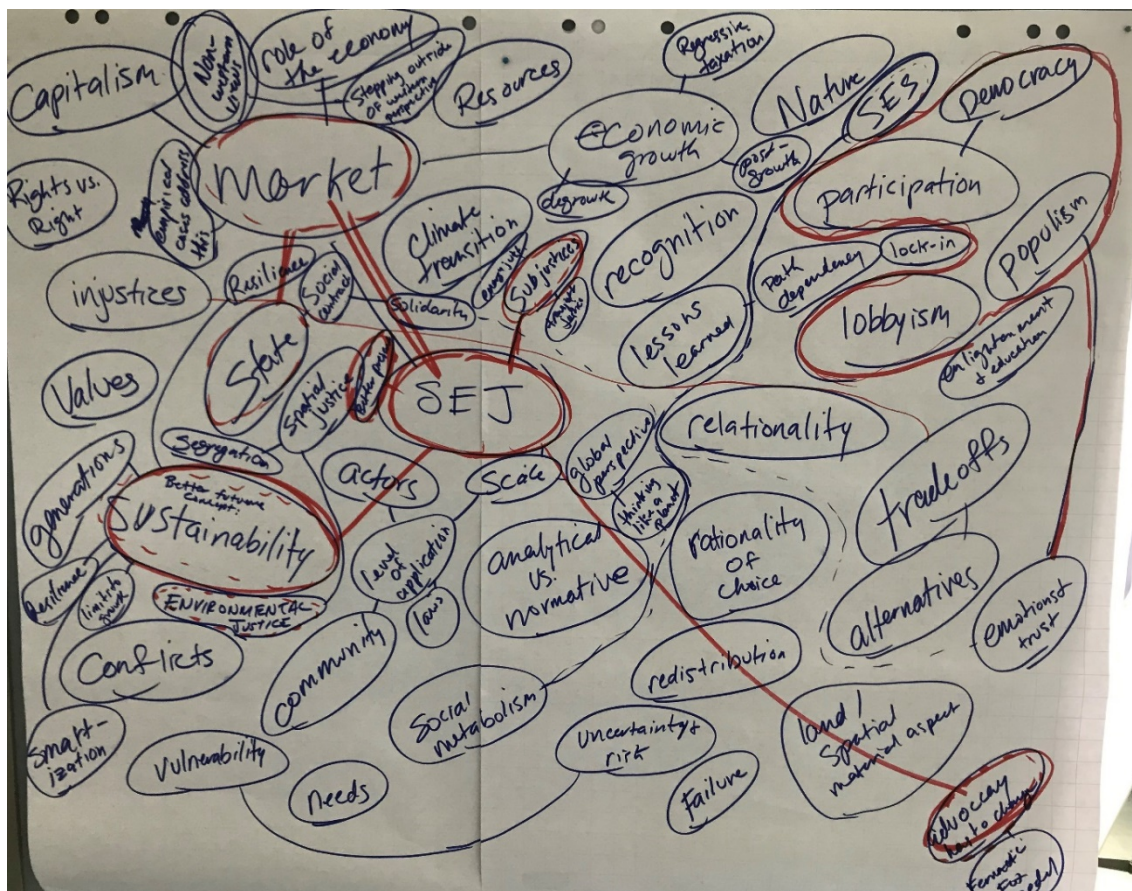 Capitalism
Non-
western
role of
the economy
Stepping outside
of western
perspective
Resources
Regressive
taxation
Nature
SES
Democracy
Market
economic
growth
post-
growth
degrowth
participation
Rights vs.
Right
empirical
cases address
this
climate
transition
Subjustices
recognition
Path
dependency
lock-in
populism
injustices
Resilience
Social
contract
Solidarity
lessons
learned
lobbyism
enlightenment
& education
State
Spatial
justice
SEJ
Values
Segregation
relationality
tradeoffs
generations
Better future
concept:
Sustainability
actors
Scale
global
perspective
thinking
like a
planet
Resilience
limits to
ENVIRONMENTAL
JUSTICE
level of
application
laws
analytical
vs.
normative
rationality
of
choice
alternatives
emotions &
trust
Conflicts
community
Social
metabolism
redistribution
land /
Spatial
material aspect
Smart-
ization
Vulnerability
needs
Uncertainty &
risk
Failure
advocacy